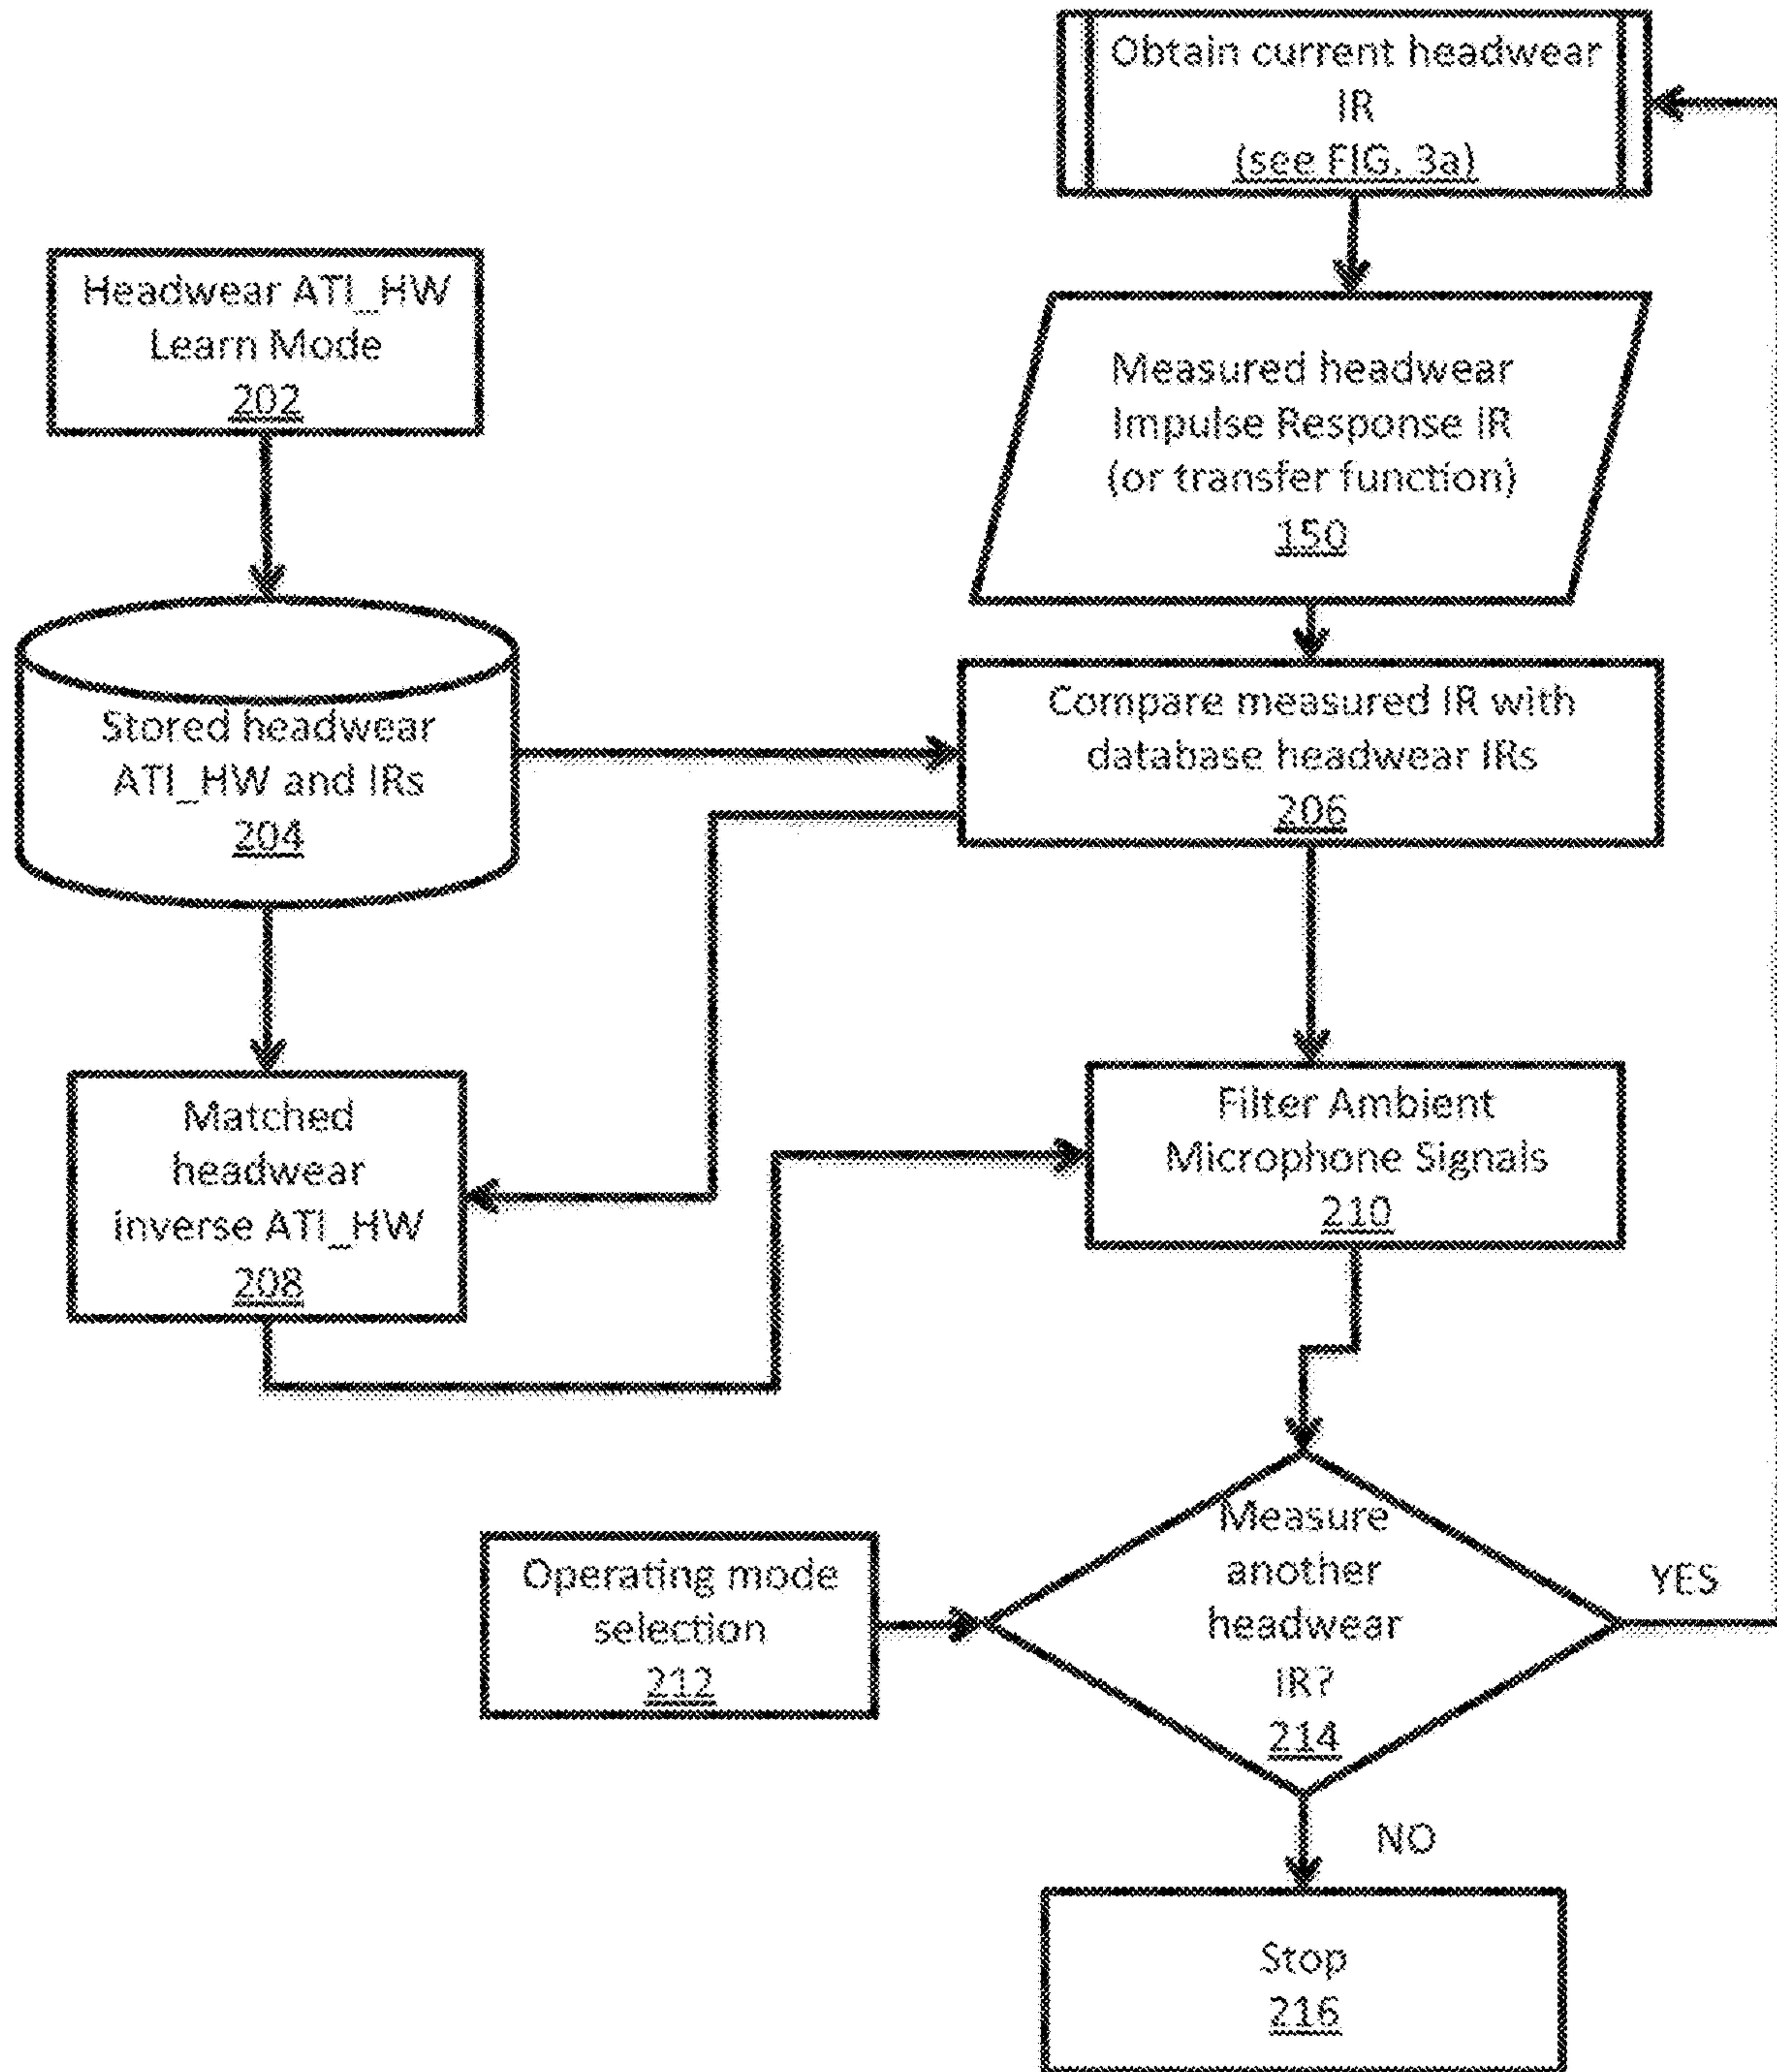 Obtain current headwear
IR
(see FIG. 3a)
Headwear ATI_HW
Learn Mode
202
Measured headwear
Impulse Response IR
(or transfer function)
150
Stored headwear
ATI_HW and IRs
204
Compare measured IR with
database headwear IRs
206
Matched
headwear
inverse ATI_HW
208
Filter Ambient
Microphone Signals
210
Operating mode
selection
212
Measure
another
headwear
IR?
214
YES
NO
Stop
216